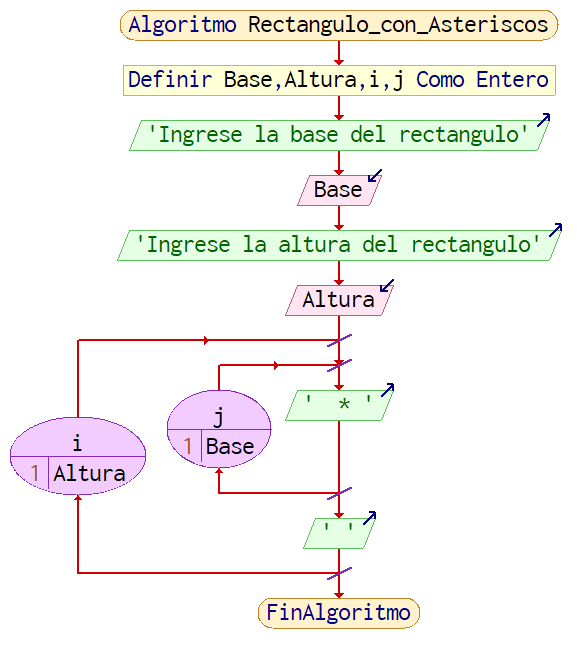 Algoritmo Rectangulo_con_Asteriscos
Definir Base,Altura,i,j Como Entero
'Ingrese la base del rectangulo'
Base
'Ingrese la altura del rectangulo'
Altura
j
'  * '
1 Base
i
1 Altura
' '
FinAlgoritmo